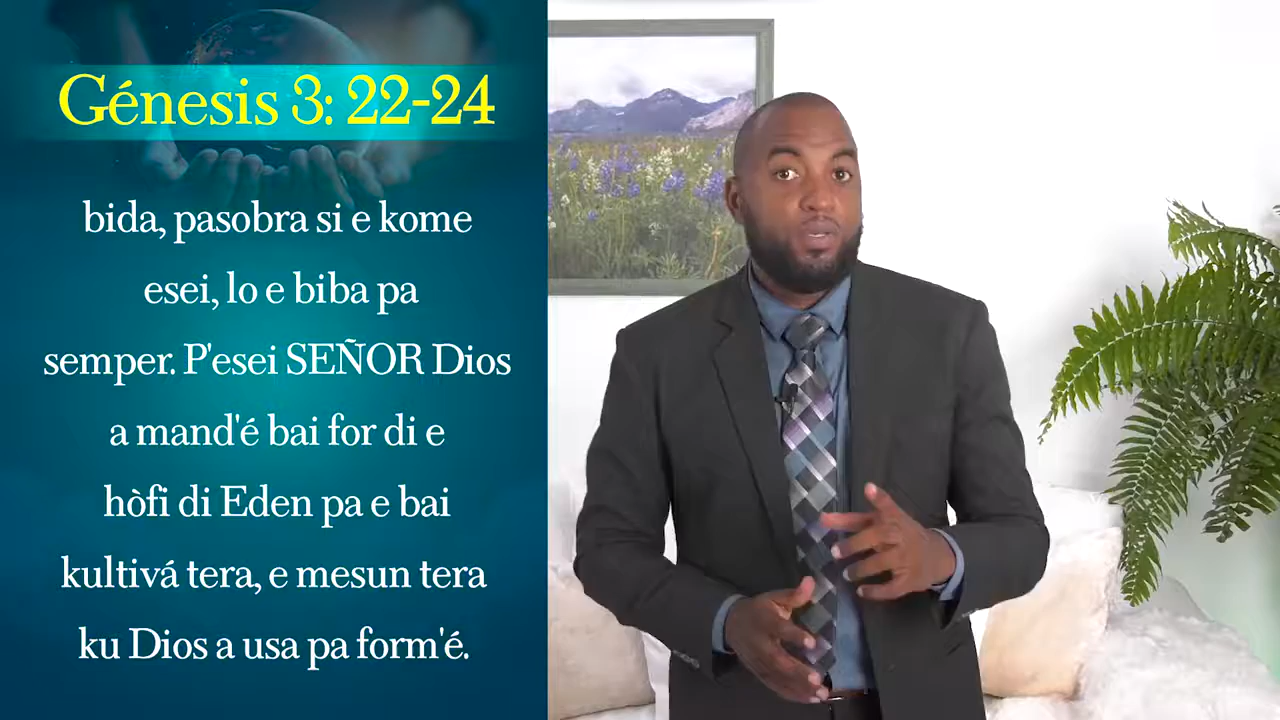 Génesis 3: 22-24
bida, pasobra si e kome
esei, lo e biba pa
semper. P'esei SEÑOR Dios
a mand'é bai for di e
hòfi di Eden pa e bai
kultivá tera, e mesun tera
ku Dios a usa pa form'é.